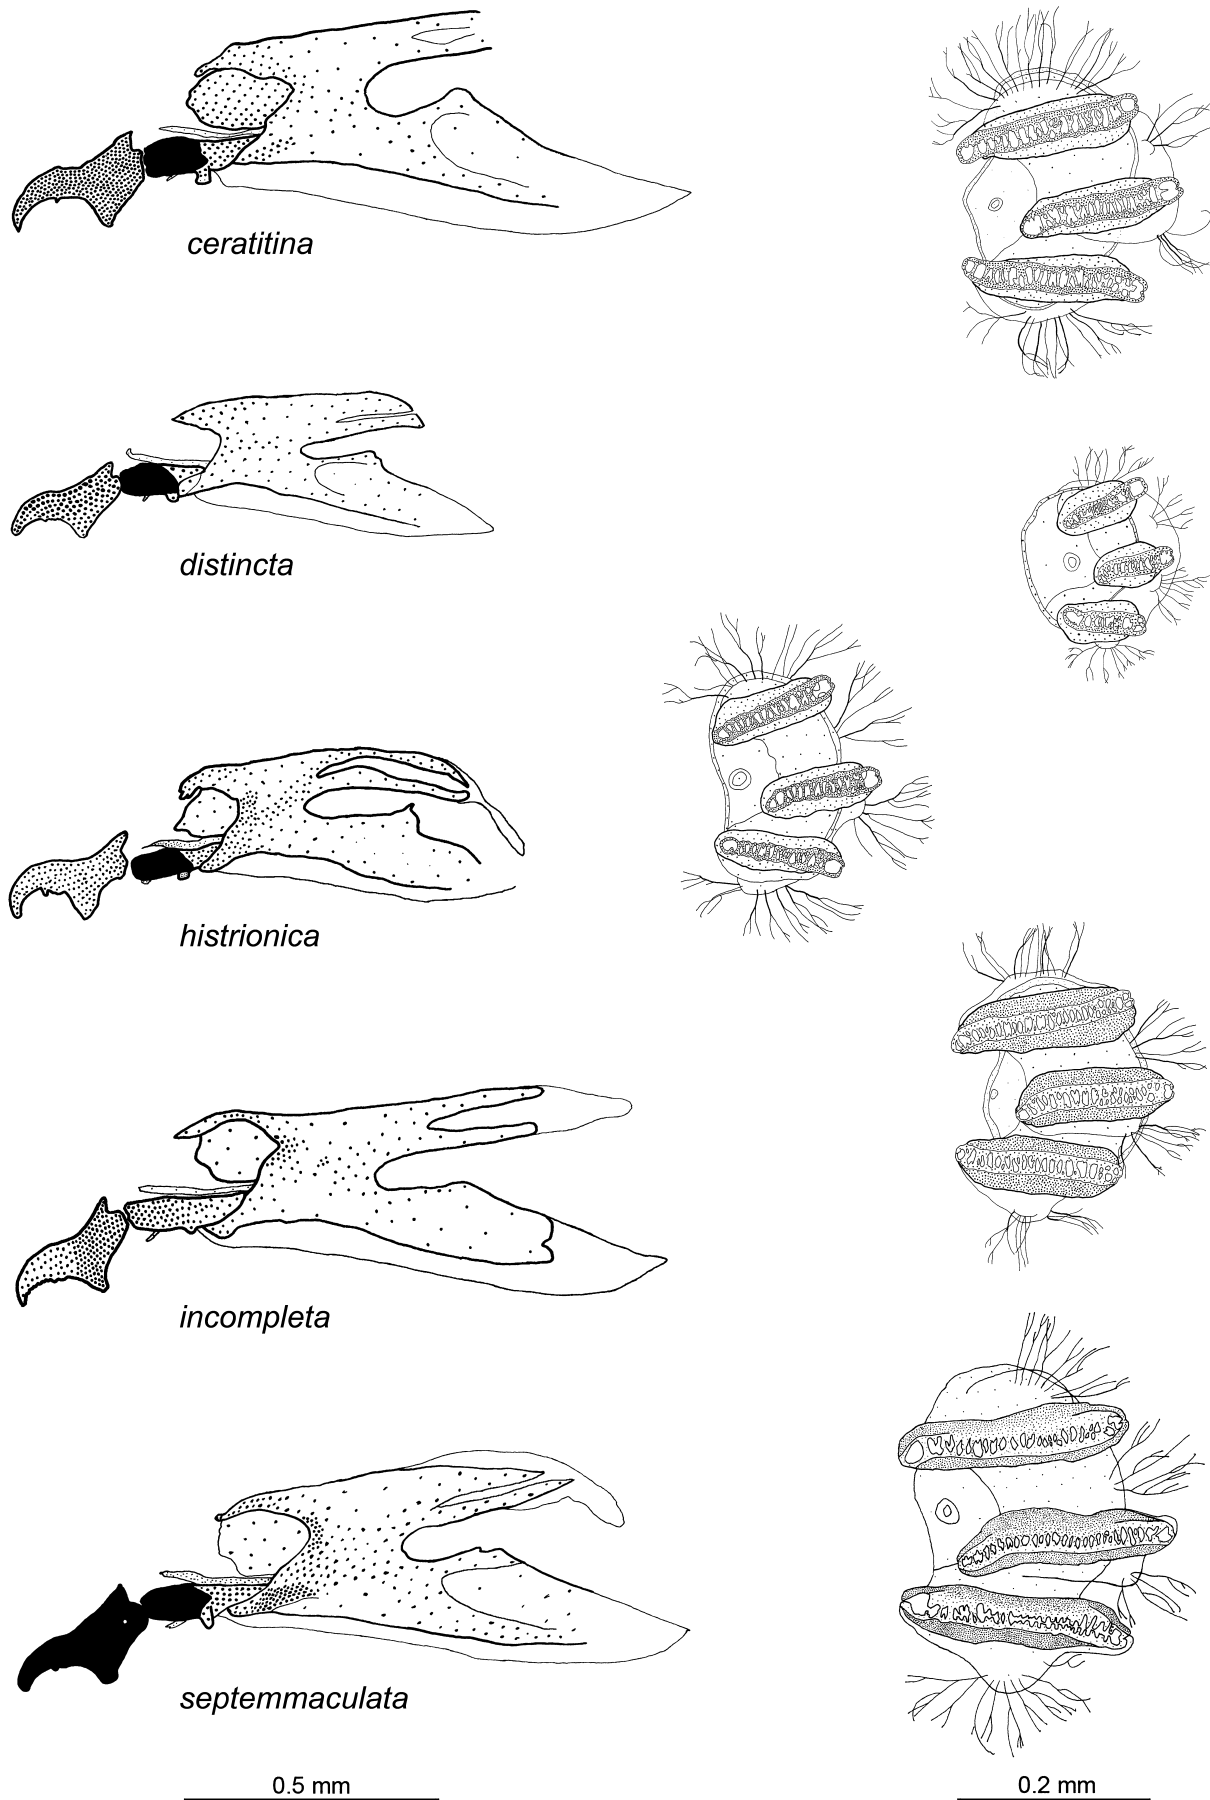 ceratitina
distincta
histrionica
incompleta
septemmaculata
0.5 mm
0.2 mm